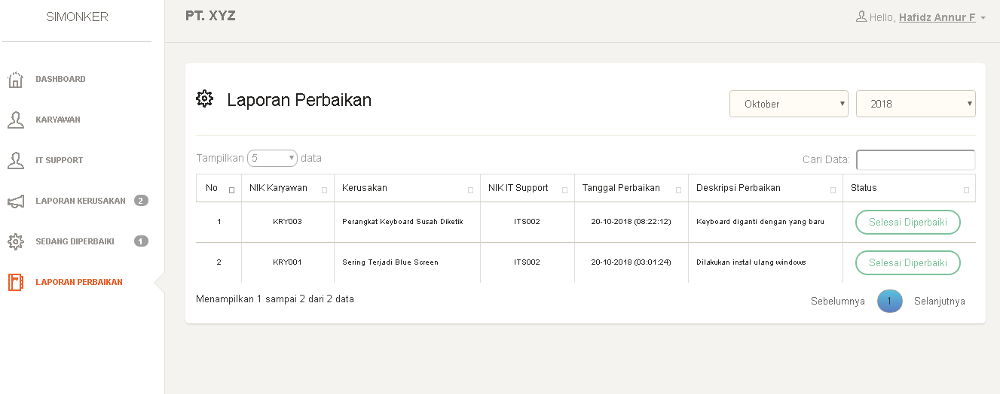 SIMONKER
PT. XYZ
Hello, Hafidz Annur F
DASHBOARD
KARYAWAN
IT SUPPORT
LAPORAN KERUSAKAN 2
SEDANG DIPERBAIKI 1
LAPORAN PERBAIKAN
Laporan Perbaikan
Oktober
2018
Tampilkan 5 data
Cari Data:
No NIK Karyawan Kerusakan NIK IT Support Tanggal Perbaikan Deskripsi Perbaikan Status
1 KRY003 Perangkat Keyboard Susah Diketik ITS002 20-10-2018 (08:22:12) Keyboard diganti dengan yang baru Selesai Diperbaiki
2 KRY001 Sering Terjadi Blue Screen ITS002 20-10-2018 (03:01:24) Dilakukan instal ulang windows Selesai Diperbaiki
Menampilkan 1 sampai 2 dari 2 data
Sebelumnya 1 Selanjutnya